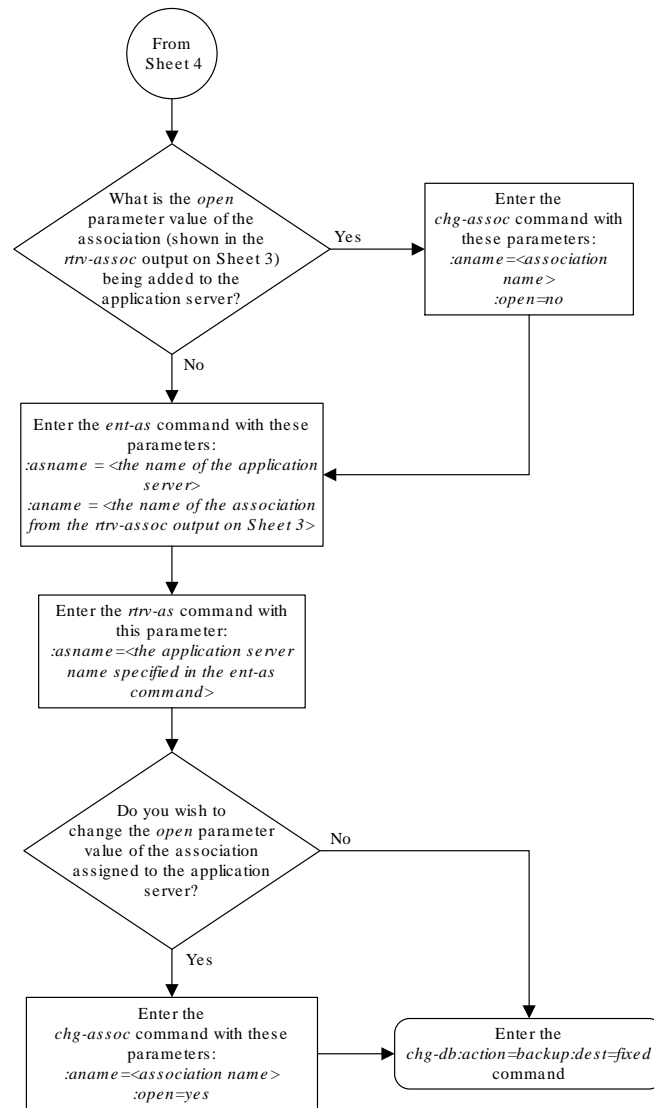 From
Sheet 4
What is the open
parameter value of the
association (shown in the
rtrv-assoc output on Sheet 3)
being added to the
application server?
Yes
Enter the
chg-assoc command with
these parameters:
:aname=<association
name>
:open=no
No
Enter the ent-as command with these
parameters:
:asname = <the name of the application
server>
:aname = <the name of the association
from the rtrv-assoc output on Sheet 3>
Enter the rtrv-as command with
this parameter:
:asname=<the application server
name specified in the ent-as
command>
Do you wish to
change the open parameter
value of the association
assigned to the application
server?
No
Yes
Enter the
chg-assoc command with these
parameters:
:aname=<association name>
:open=yes
Enter the
chg-db:action=backup:dest=fixed
command